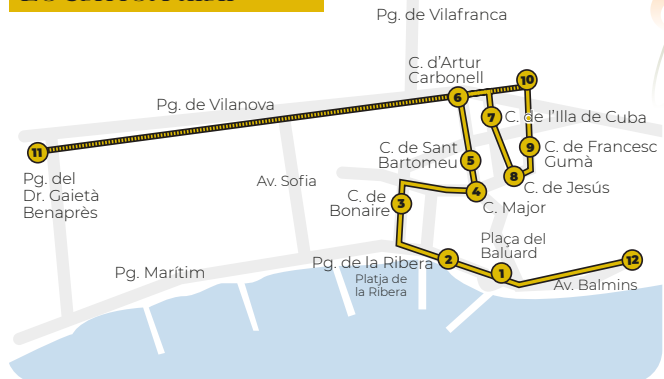 Pg. de Vilafranca
C. d'Artur
Carbonell
10
6
Pg. de Vilanova
7
C. de l'Illa de Cuba
11
C. de Sant
Bartomeu
5
9
C. de Francesc
Gumà
Pg. del
Dr. Gaietà
Benaprès
Av. Sofia
8
C. de Jesús
C. de
Bonaire
3
4
C. Major
Plaça del
Baluard
Pg. Marítim
Pg. de la Ribera
2
1
12
Platja de
la Ribera
Av. Balmins